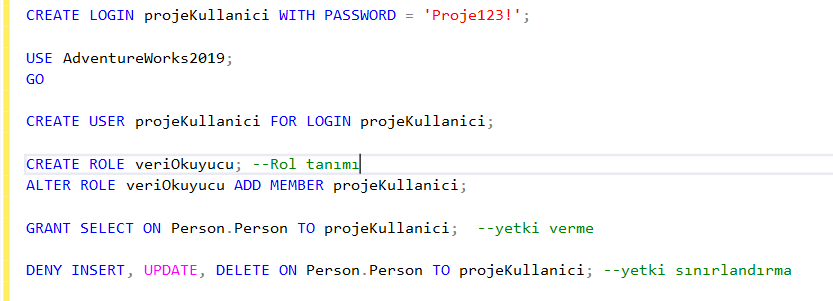 CREATE LOGIN projeKullanici WITH PASSWORD = 'Proje123!';
USE AdventureWorks2019;
GO
CREATE USER projeKullanici FOR LOGIN projeKullanici;
CREATE ROLE veriOkuyucu; --Rol tanımı
ALTER ROLE veriOkuyucu ADD MEMBER projeKullanici;
GRANT SELECT ON Person.Person TO projeKullanici;  --yetki verme
DENY INSERT, UPDATE, DELETE ON Person.Person TO projeKullanici; --yetki sınırlandırma